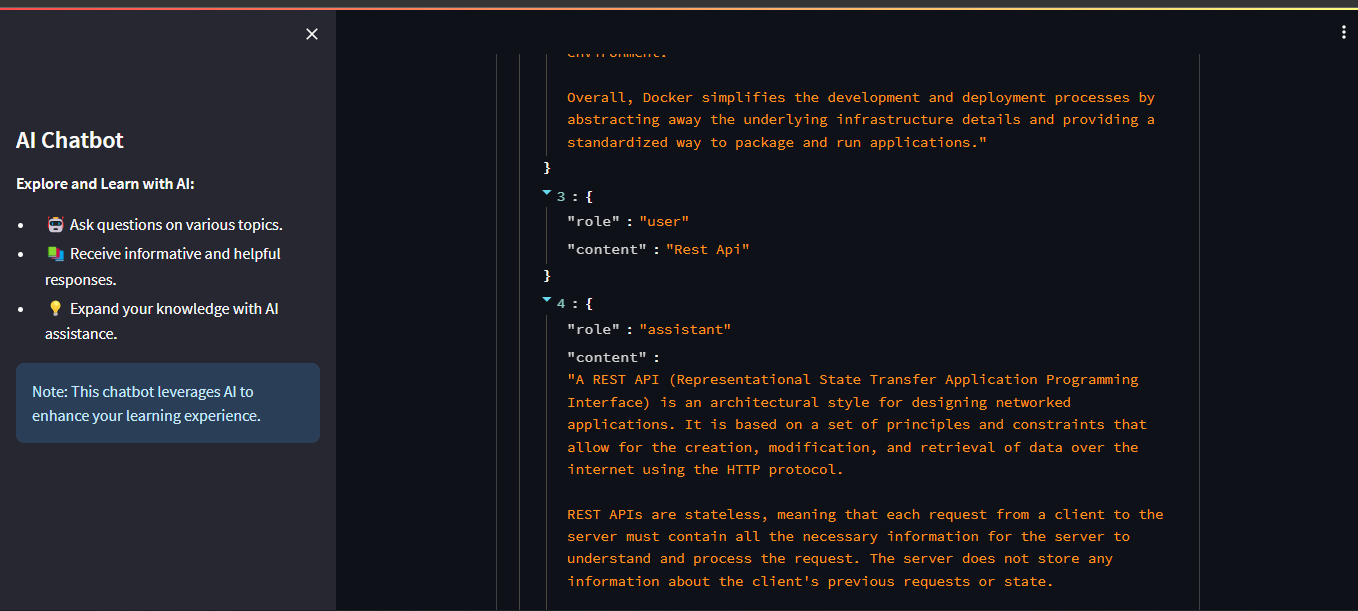 AI Chatbot
Explore and Learn with AI:
Ask questions on various topics.
Receive informative and helpful
responses.
Expand your knowledge with AI
assistance.
Note: This chatbot leverages AI to
enhance your learning experience.
environment.
Overall, Docker simplifies the development and deployment processes by
abstracting away the underlying infrastructure details and providing a
standardized way to package and run applications."
}
3 : {
"role" : "user"
"content" : "Rest Api"
}
4 : {
"role" : "assistant"
"content" :
"A REST API (Representational State Transfer Application Programming
Interface) is an architectural style for designing networked
applications. It is based on a set of principles and constraints that
allow for the creation, modification, and retrieval of data over the
internet using the HTTP protocol.
REST APIs are stateless, meaning that each request from a client to the
server must contain all the necessary information for the server to
understand and process the request. The server does not store any
information about the client's previous requests or state.